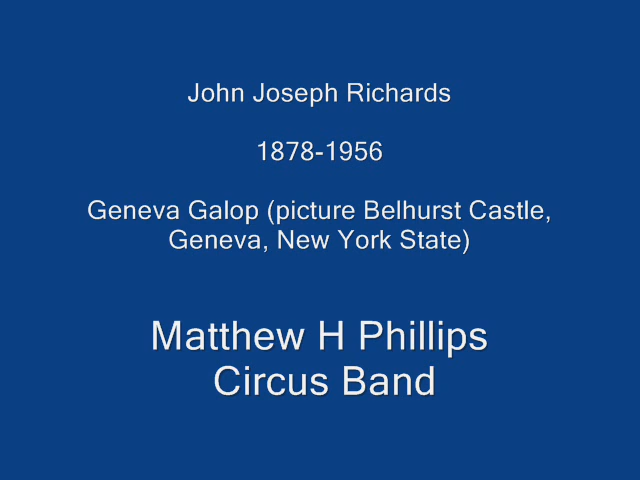 John Joseph Richards
1878-1956
Geneva Galop (picture Belhurst Castle,
Geneva, New York State)
Matthew H Phillips
Circus Band